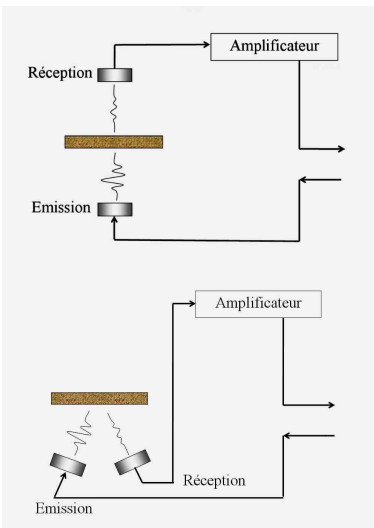 Amplificateur
Réception
Emission
Amplificateur
Réception
Emission